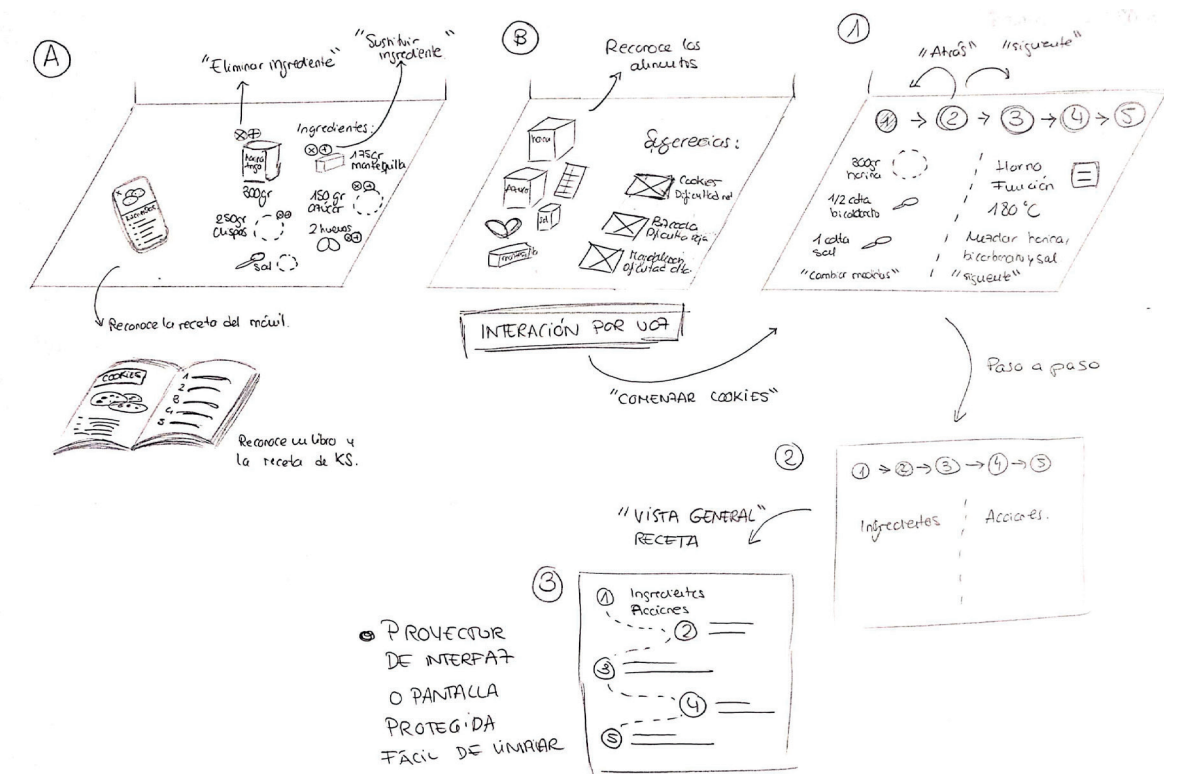 A
"Eliminar ingrediente"
"Sustituir
ingrediente"
Ingredientes:
300gr
175gr
mantequilla
150 gr
azúcar
250gr
chispas
2 huevos
sal
Reconoce la receta del móvil.
COOKIES
1
2
3
4
5
Reconoce un libro y
la receta de KS.
B
Reconoce los
alimentos
harina
Sugerencias:
Cookies
Dificultad
INTERACIÓN POR VOZ
"COMENZAR COOKIES"
1
"Atrás" "siguiente"
1 → 2 → 3 → 4 → 5
300gr
harina
1/2 cdta
bicarbonato
1 cdta
sal
"Cambiar medidas"
Horno
Función
180 °C
Mezclar harina,
bicarbonato y sal
"siguiente"
Paso a paso
2
1 → 2 → 3 → 4 → 5
Ingredientes
Acciones.
"VISTA GENERAL"
RECETA
3
1 Ingredientes
Acciones
2
3
4
5
PROYECTOR
DE INTERFAZ
O PANTALLA
PROTEGIDA
FÁCIL DE LIMPIAR